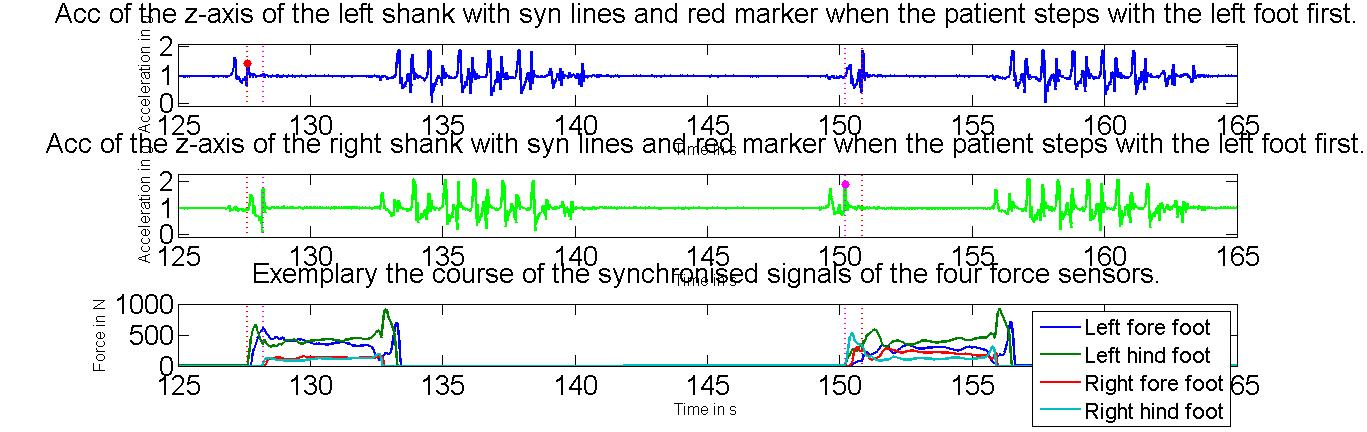 Acc of the z-axis of the left shank with syn lines and red marker when the patient steps with the left foot first.
Acceleration in g
2
1
0
125 130 135 140 145 150 155 160 165
Time in s
Acc of the z-axis of the right shank with syn lines and red marker when the patient steps with the left foot first.
Acceleration in g
2
1
0
125 130 135 140 145 150 155 160 165
Time in s
Exemplary the course of the synchronised signals of the four force sensors.
Force in N
1000
500
0
125 130 135 140 145 150 155 65
Time in s
Left fore foot
Left hind foot
Right fore foot
Right hind foot